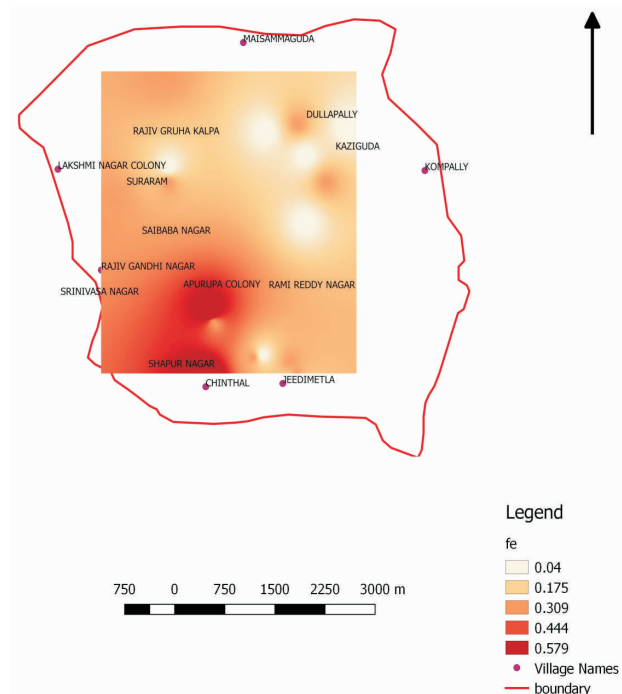 MAISAMMAGUDA
DULLAPALLY
RAJIV GRUHA KALPA
KAZIGUDA
LAKSHMI NAGAR COLONY
KOMPALLY
SURARAM
SAIBABA NAGAR
RAJIV GANDHI NAGAR
APURUPA COLONY
RAMI REDDY NAGAR
SRINIVASA NAGAR
SHAPUR NAGAR
CHINTHAL
JEEDIMETLA
Legend
fe
0.04
0.175
0.309
0.444
0.579
Village Names
boundary
750 0 750 1500 2250 3000 m